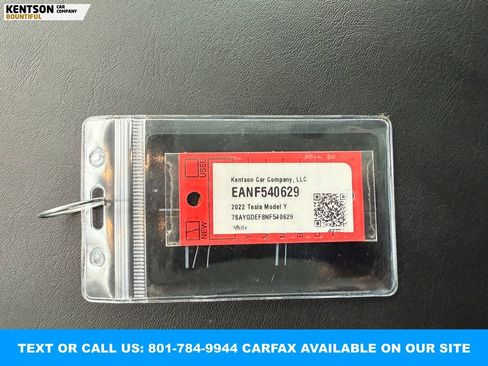 KENTSON CAR COMPANY
BOUNTIFUL
USED
Kentson Car Company, LLC
EANF540629
2022 Tesla Model Y
7SAYGDEF8NF540629
White
NEW
TEXT OR CALL US: 801-784-9944 CARFAX AVAILABLE ON OUR SITE